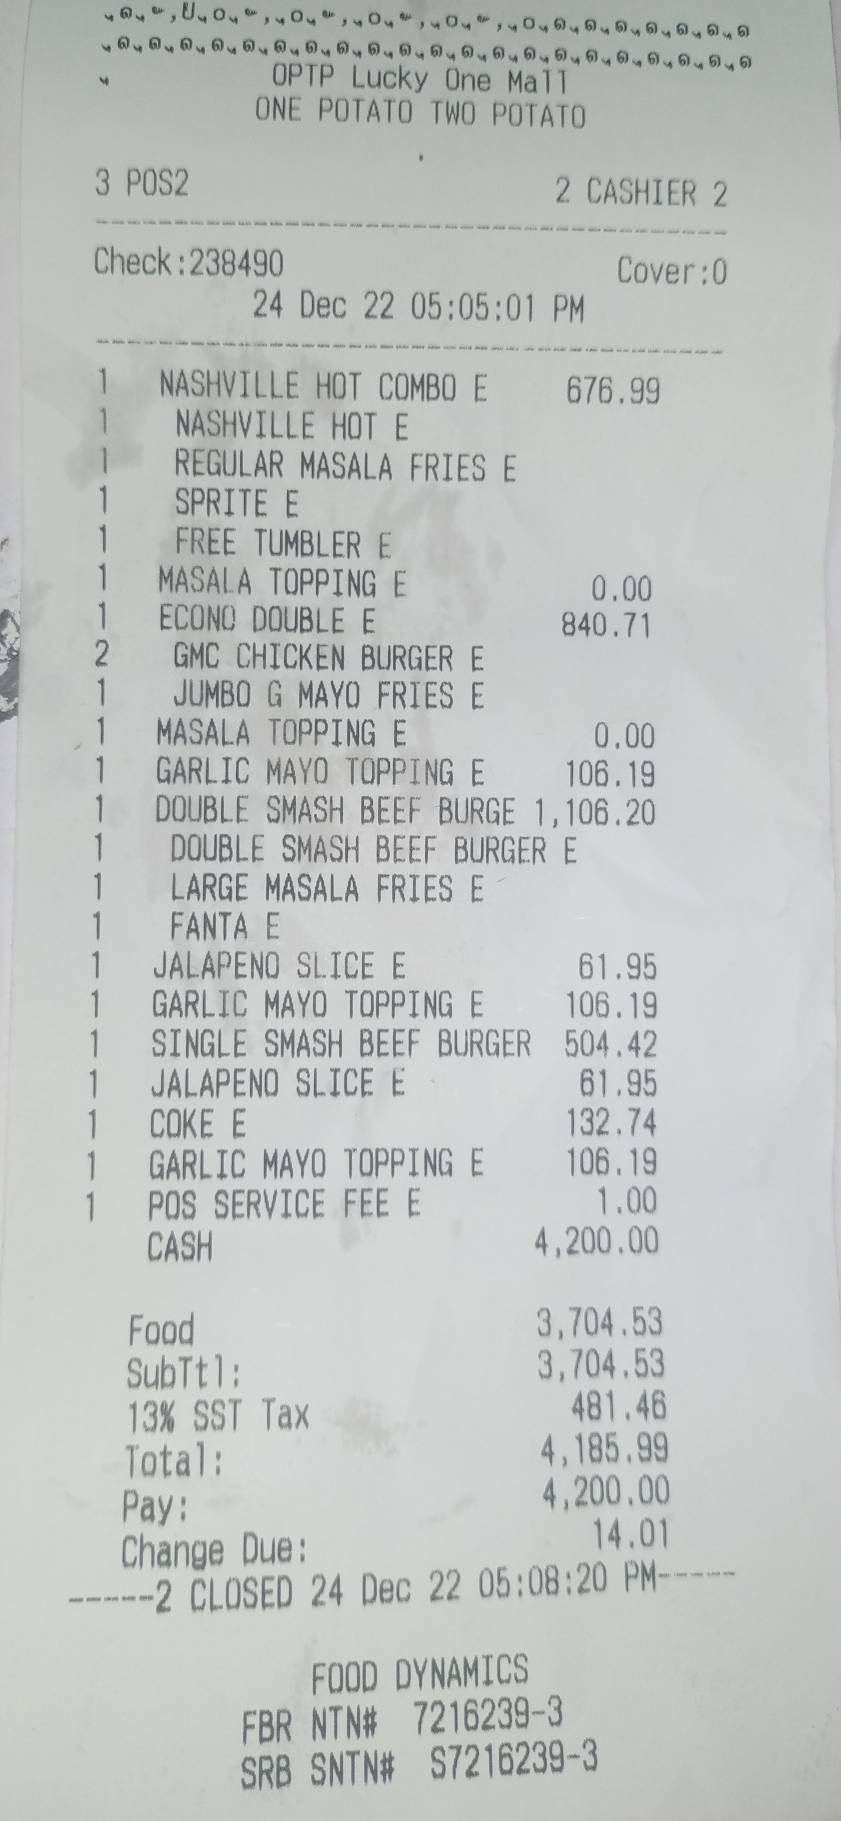 OPTP Lucky One Mall
ONE POTATO TWO POTATO
3 POS2 2 CASHIER 2
Check:238490 Cover:0
24 Dec 22 05:05:01 PM
1 NASHVILLE HOT COMBO E 676.99
1 NASHVILLE HOT E
1 REGULAR MASALA FRIES E
1 SPRITE E
1 FREE TUMBLER E
1 MASALA TOPPING E 0.00
1 ECONO DOUBLE E 840.71
2 GMC CHICKEN BURGER E
1 JUMBO G MAYO FRIES E
1 MASALA TOPPING E 0.00
1 GARLIC MAYO TOPPING E 106.19
1 DOUBLE SMASH BEEF BURGE 1,106.20
1 DOUBLE SMASH BEEF BURGER E
1 LARGE MASALA FRIES E
1 FANTA E
1 JALAPENO SLICE E 61.95
1 GARLIC MAYO TOPPING E 106.19
1 SINGLE SMASH BEEF BURGER 504.42
1 JALAPENO SLICE E 61.95
1 COKE E 132.74
1 GARLIC MAYO TOPPING E 106.19
1 POS SERVICE FEE E 1.00
CASH 4,200.00
Food 3,704.53
SubTtl: 3,704.53
13% SST Tax 481.46
Total: 4,185.99
Pay: 4,200.00
Change Due: 14.01
-----2 CLOSED 24 Dec 22 05:08:20 PM-----
FOOD DYNAMICS
FBR NTN# 7216239-3
SRB SNTN# S7216239-3